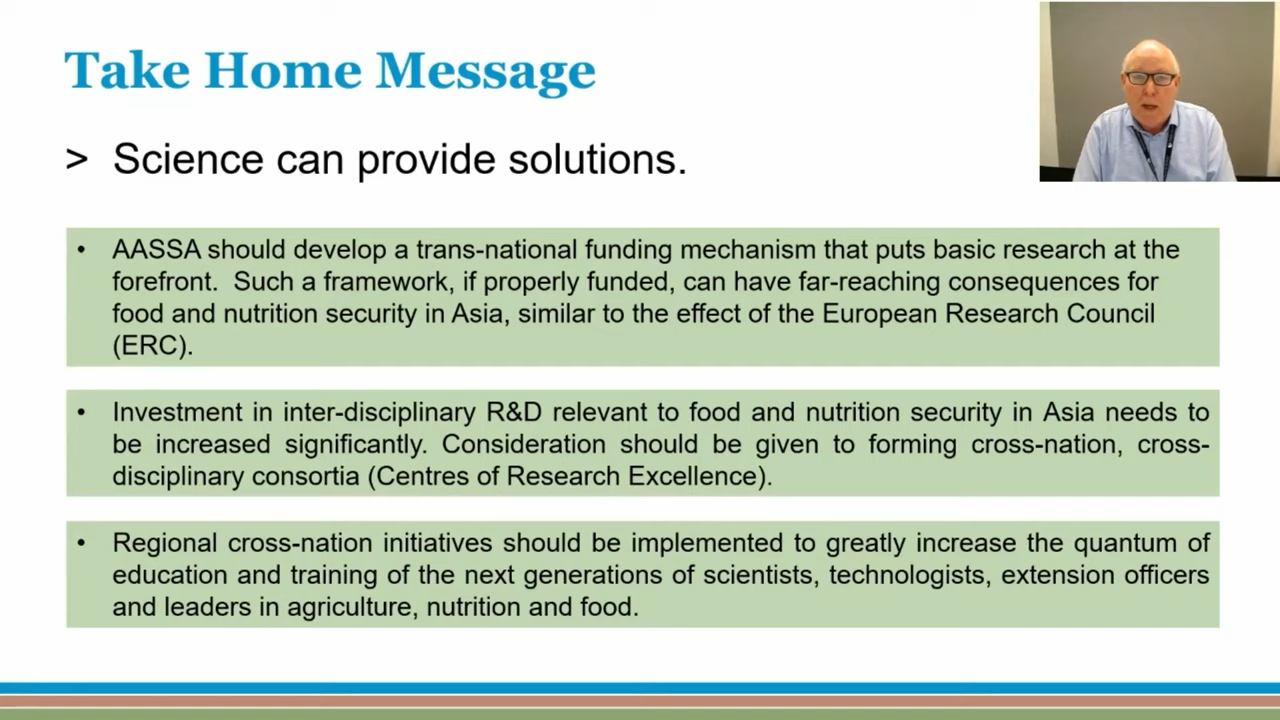 Take Home Message
> Science can provide solutions.
• AASSA should develop a trans-national funding mechanism that puts basic research at the
forefront. Such a framework, if properly funded, can have far-reaching consequences for
food and nutrition security in Asia, similar to the effect of the European Research Council
(ERC).
• Investment in inter-disciplinary R&D relevant to food and nutrition security in Asia needs to
be increased significantly. Consideration should be given to forming cross-nation, cross-
disciplinary consortia (Centres of Research Excellence).
• Regional cross-nation initiatives should be implemented to greatly increase the quantum of
education and training of the next generations of scientists, technologists, extension officers
and leaders in agriculture, nutrition and food.